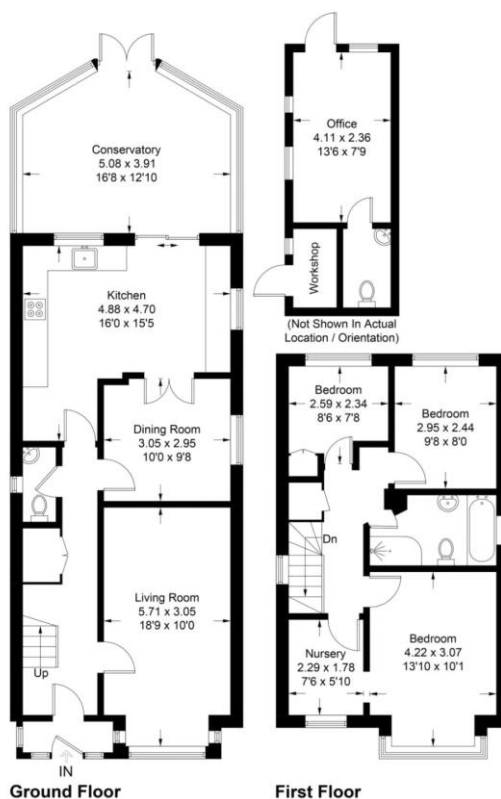 Conservatory
5.08 x 3.91
16'8 x 12'10
Kitchen
4.88 x 4.70
16'0 x 15'5
Dining Room
3.05 x 2.95
10'0 x 9'8
Living Room
5.71 x 3.05
18'9 x 10'0
Up
IN
Ground Floor
Office
4.11 x 2.36
13'6 x 7'9
Workshop
(Not Shown In Actual
Location / Orientation)
Bedroom
2.59 x 2.34
8'6 x 7'8
Bedroom
2.95 x 2.44
9'8 x 8'0
Dn
Nursery
2.29 x 1.78
7'6 x 5'10
Bedroom
4.22 x 3.07
13'10 x 10'1
First Floor